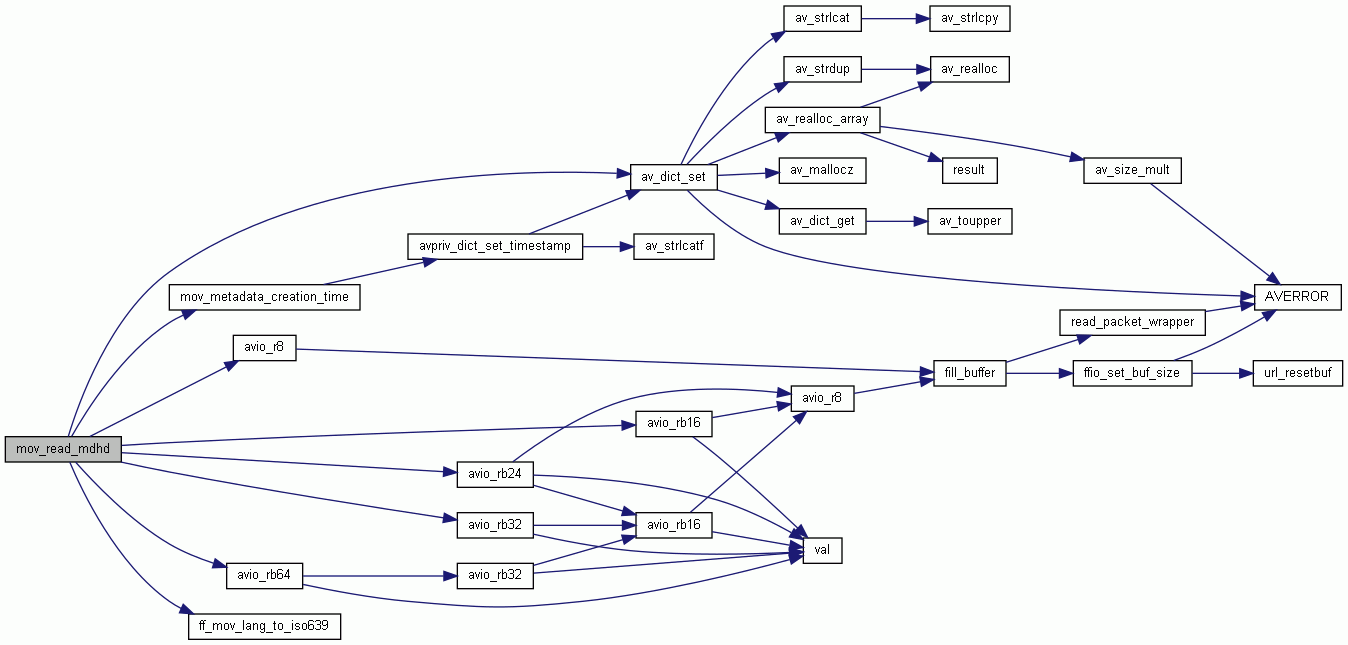 av_strlcat
av_strlcpy
av_strdup
av_realloc
av_realloc_array
av_dict_set
av_mallocz
result
av_size_mult
av_dict_get
av_toupper
avpriv_dict_set_timestamp
av_strlcatf
mov_metadata_creation_time
AVERROR
read_packet_wrapper
avio_r8
fill_buffer
ffio_set_buf_size
url_resetbuf
avio_r8
avio_rb16
mov_read_mdhd
avio_rb24
avio_rb32
avio_rb16
val
avio_rb64
avio_rb32
ff_mov_lang_to_iso639